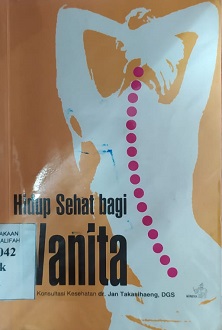 Hidup Sehat bagi
Wanita
Konsultasi Kesehatan dr. Jan Takasihaeng, DGS
AKAAN
ALIFAH
042
k